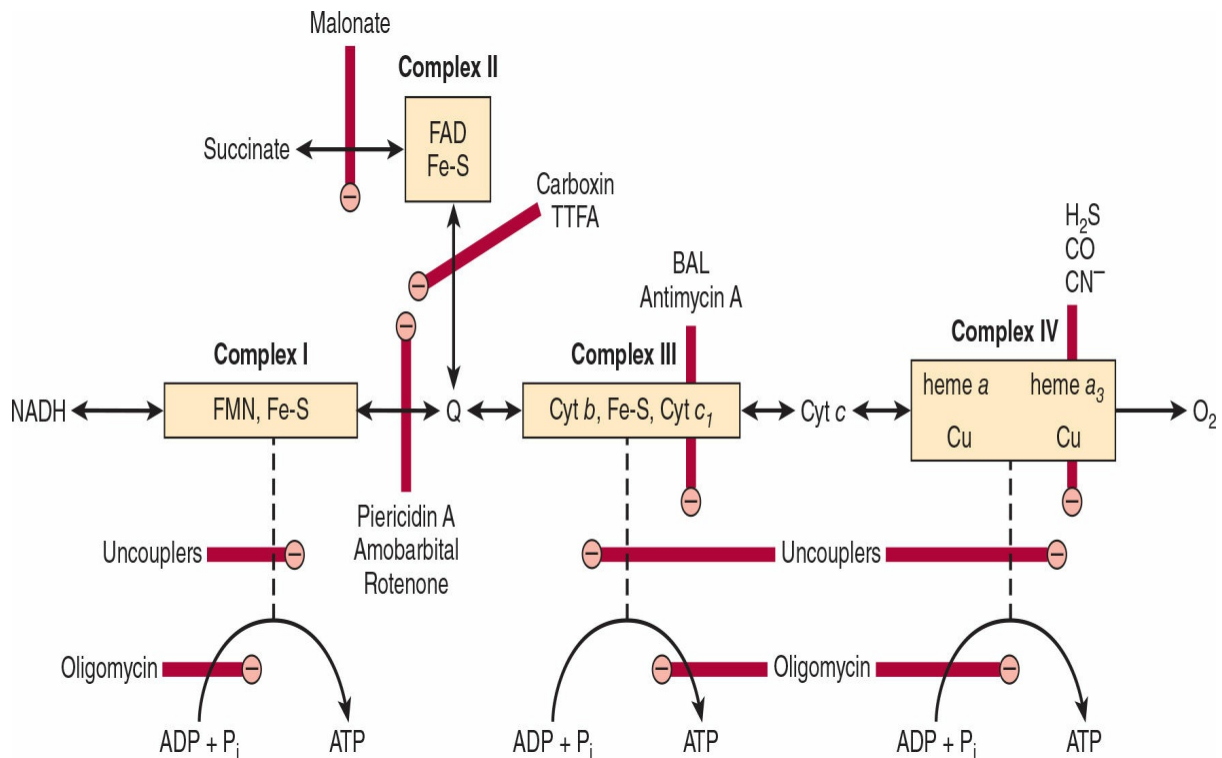 Malonate
Complex II
FAD
Fe-S
Succinate
Carboxin
TTFA
H₂S
CO
CN⁻
BAL
Antimycin A
Complex I
Complex III
Complex IV
NADH
FMN, Fe-S
Q
Cyt b, Fe-S, Cyt c₁
Cyt c
heme a
heme a₃
Cu
Cu
O₂
Piericidin A
Amobarbital
Rotenone
Uncouplers
Uncouplers
Oligomycin
Oligomycin
ADP + Pᵢ
ATP
ADP + Pᵢ
ATP
ADP + Pᵢ
ATP